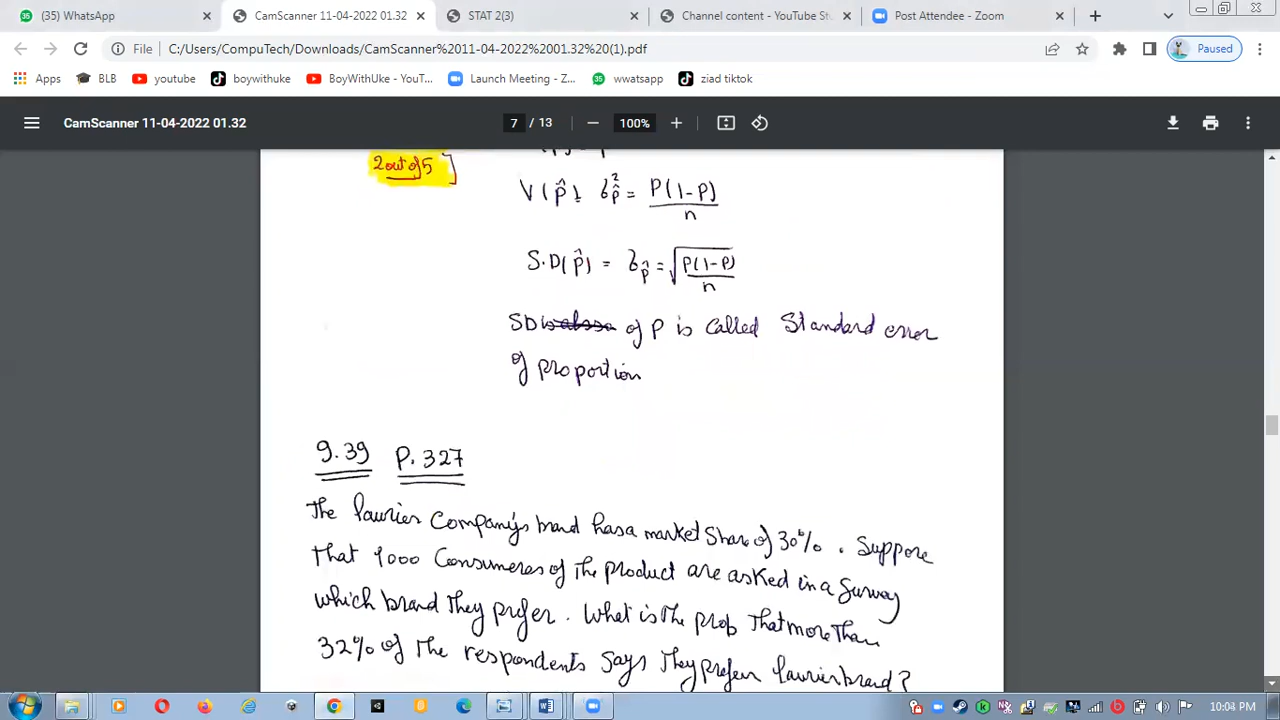 (35) WhatsApp
CamScanner 11-04-2022 01.32
STAT 2(3)
Channel content - YouTube St
Post Attendee - Zoom
File
C:/Users/CompuTech/Downloads/CamScanner%2011-04-2022%2001.32%20(1).pdf
Paused
Apps
BLB
youtube
boywithuke
BoyWithUke - YouT...
Launch Meeting - Z...
wwatsapp
ziad tiktok
CamScanner 11-04-2022 01.32
7 / 13
100%
2 out of 5
V(p̂). σ²p̂ = P(1-P)/n
S.D(p̂) = σp̂ = √P(1-P)/n
SD of P is called Standard error
of proportion
9.39 P.327
The laurier Company's brand has a market Share of 30%. Suppore
That 1000 Consumeres of The product are asked in a Survay
which brand They prefer. What is The prob That more Than
32% of The respondents Says They prefer laurier brand?
10:04 PM